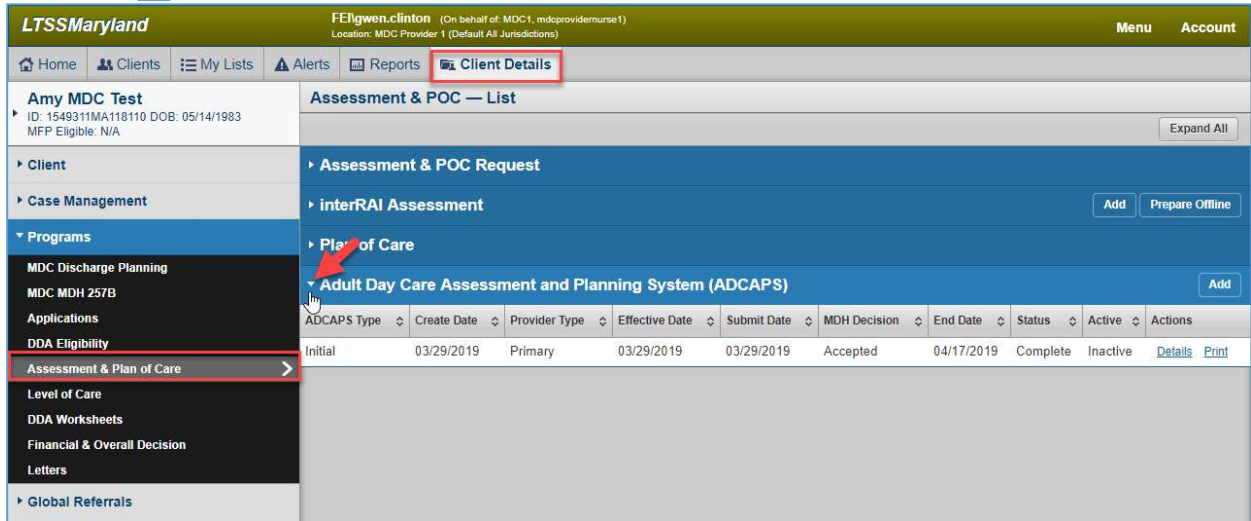 LTSSMaryland
FEI\gwen.clinton (On behalf of: MDC1, mdcprovidernurse1)
Location: MDC Provider 1 (Default All Jurisdictions)
Menu Account
Home Clients My Lists Alerts Reports Client Details
Amy MDC Test
ID: 1549311MA118110 DOB: 05/14/1983
MFP Eligible: N/A
Client
Case Management
Programs
MDC Discharge Planning
MDC MDH 257B
Applications
DDA Eligibility
Assessment & Plan of Care
Level of Care
DDA Worksheets
Financial & Overall Decision
Letters
Global Referrals
Assessment & POC — List
Expand All
Assessment & POC Request
interRAI Assessment Add Prepare Offline
Plan of Care
Adult Day Care Assessment and Planning System (ADCAPS) Add
ADCAPS Type Create Date Provider Type Effective Date Submit Date MDH Decision End Date Status Active Actions
Initial 03/29/2019 Primary 03/29/2019 03/29/2019 Accepted 04/17/2019 Complete Inactive Details Print